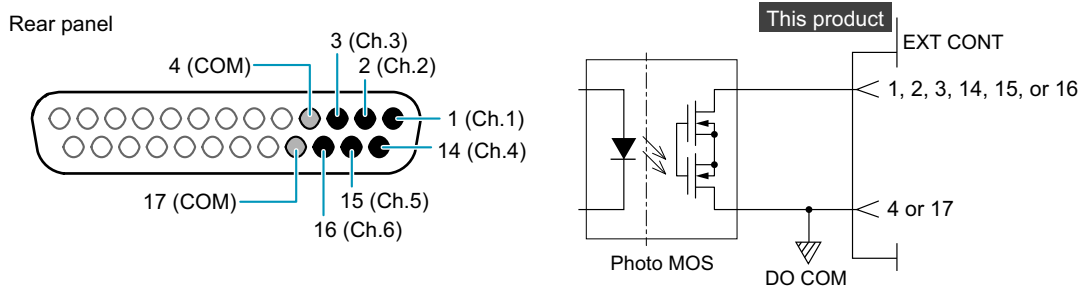 Rear panel
3 (Ch.3)
4 (COM)
2 (Ch.2)
1 (Ch.1)
14 (Ch.4)
17 (COM)
15 (Ch.5)
16 (Ch.6)
This product
EXT CONT
1, 2, 3, 14, 15, or 16
4 or 17
Photo MOS
DO COM